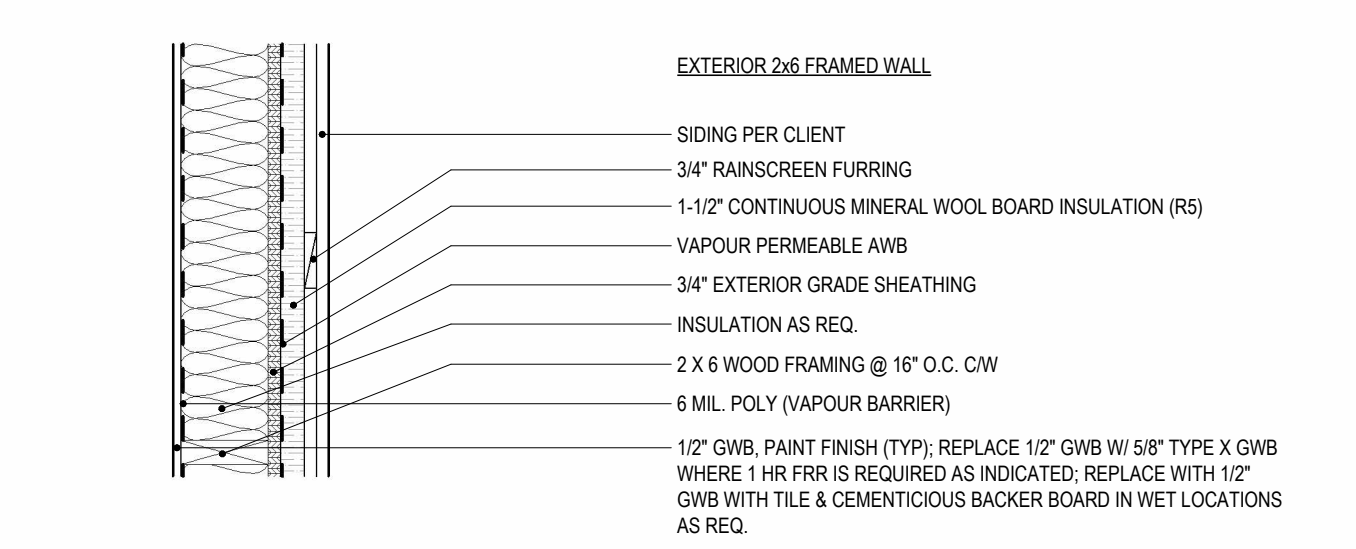 EXTERIOR 2x6 FRAMED WALL
SIDING PER CLIENT
3/4" RAINSCREEN FURRING
1-1/2" CONTINUOUS MINERAL WOOL BOARD INSULATION (R5)
VAPOUR PERMEABLE AWB
3/4" EXTERIOR GRADE SHEATHING
INSULATION AS REQ.
2 X 6 WOOD FRAMING @ 16" O.C. C/W
6 MIL. POLY (VAPOUR BARRIER)
1/2" GWB, PAINT FINISH (TYP); REPLACE 1/2" GWB W/ 5/8" TYPE X GWB
WHERE 1 HR FRR IS REQUIRED AS INDICATED; REPLACE WITH 1/2"
GWB WITH TILE & CEMENTICIOUS BACKER BOARD IN WET LOCATIONS
AS REQ.